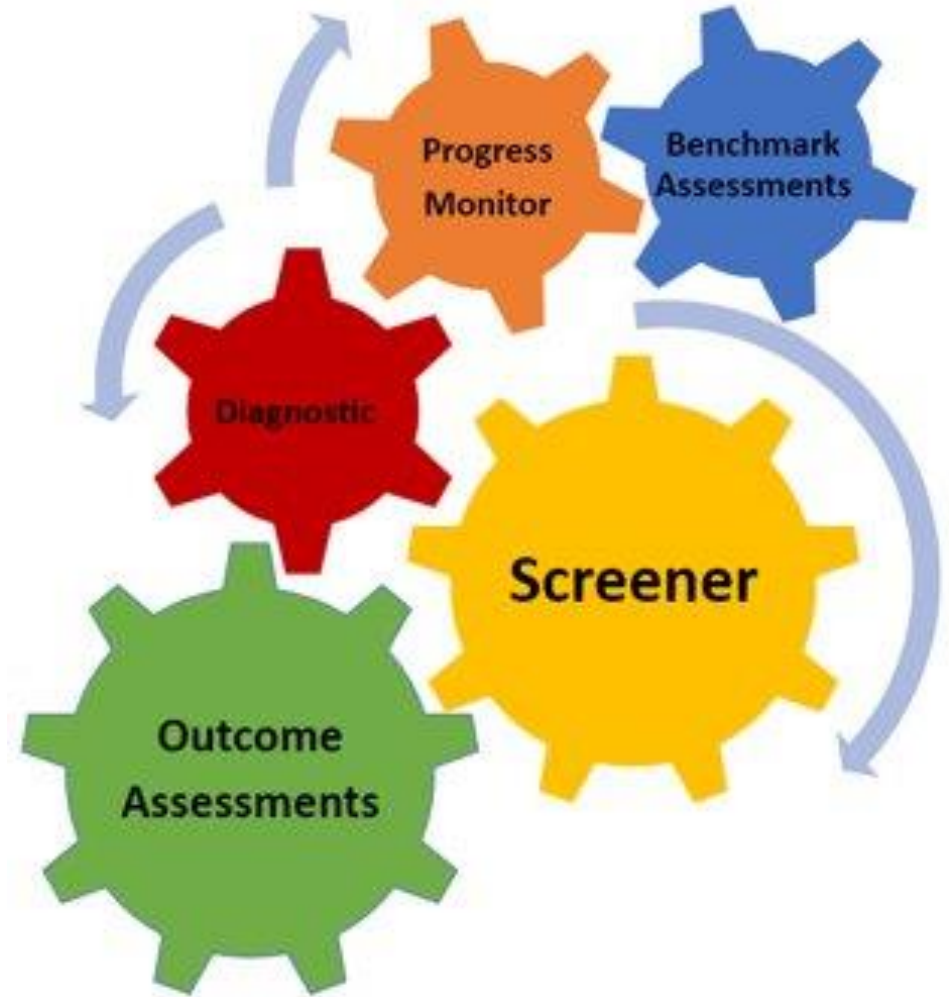 Progress
Monitor
Benchmark
Assessments
Diagnostic
Screener
Outcome
Assessments